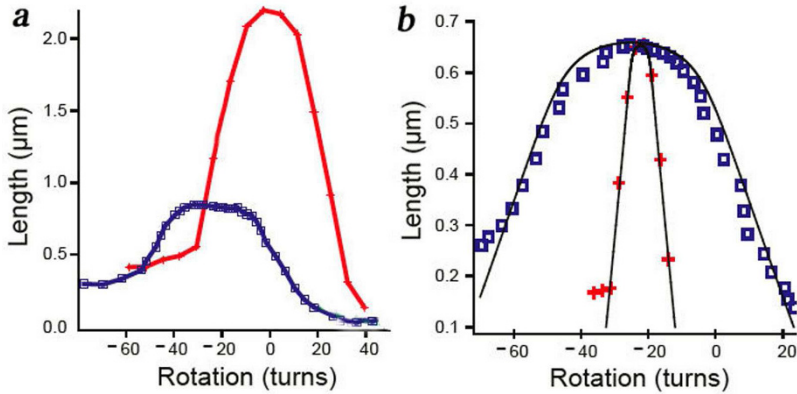 a
2.0
1.5
1.0
0.5
0.0
Length (μm)
−60 −40 −20 0 20 40
Rotation (turns)
b
0.7
0.6
0.5
0.4
0.3
0.2
0.1
Length (μm)
−60 −40 −20 0 20
Rotation (turns)